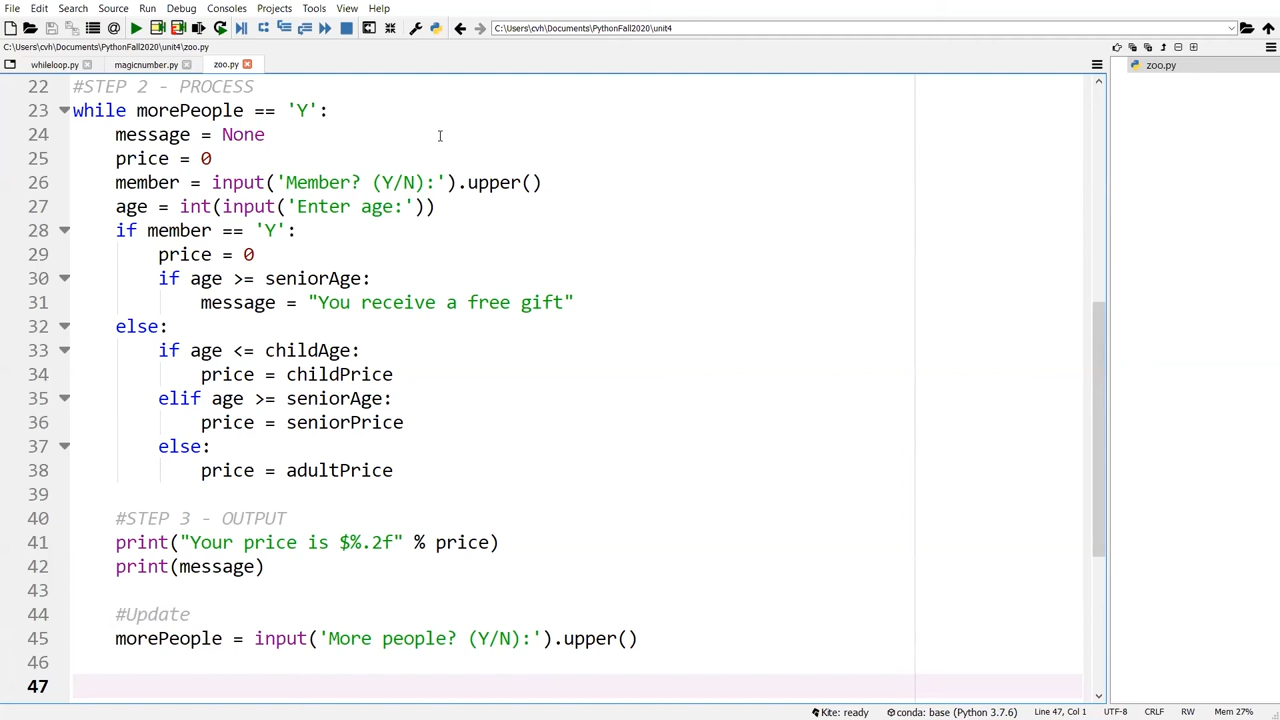 File Edit Search Source Run Debug Consoles Projects Tools View Help
C:\Users\cvh\Documents\PythonFall2020\unit4
C:\Users\cvh\Documents\PythonFall2020\unit4\zoo.py
whileloop.py magicnumber.py zoo.py
zoo.py
22 #STEP 2 - PROCESS
23 while morePeople == 'Y':
24 message = None
25 price = 0
26 member = input('Member? (Y/N):').upper()
27 age = int(input('Enter age:'))
28 if member == 'Y':
29 price = 0
30 if age >= seniorAge:
31 message = "You receive a free gift"
32 else:
33 if age <= childAge:
34 price = childPrice
35 elif age >= seniorAge:
36 price = seniorPrice
37 else:
38 price = adultPrice
39
40 #STEP 3 - OUTPUT
41 print("Your price is $%.2f" % price)
42 print(message)
43
44 #Update
45 morePeople = input('More people? (Y/N):').upper()
46
47
Kite: ready conda: base (Python 3.7.6) Line 47, Col 1 UTF-8 CRLF RW Mem 27%